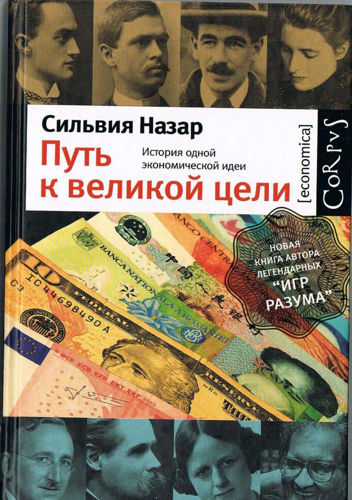 Сильвия Назар
История одной
экономической идеи
Путь
к великой цели
[economica]
CORPUS
НОВАЯ
КНИГА АВТОРА
ЛЕГЕНДАРНЫХ
"ИГР
РАЗУМА"